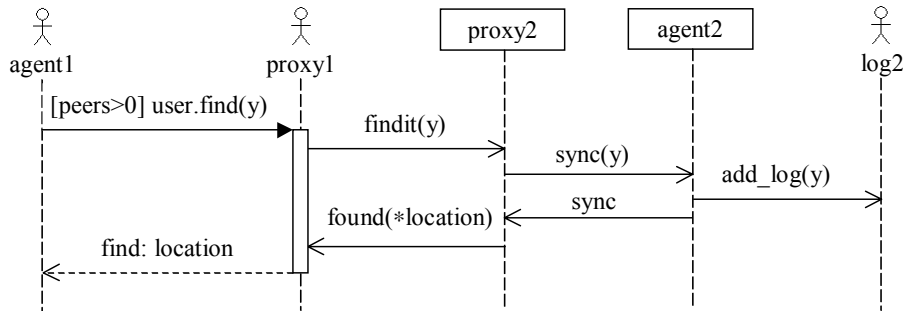 proxy2
agent2
agent1
proxy1
log2
[peers>0] user.find(y)
findit(y)
sync(y)
add_log(y)
sync
found(*location)
find: location